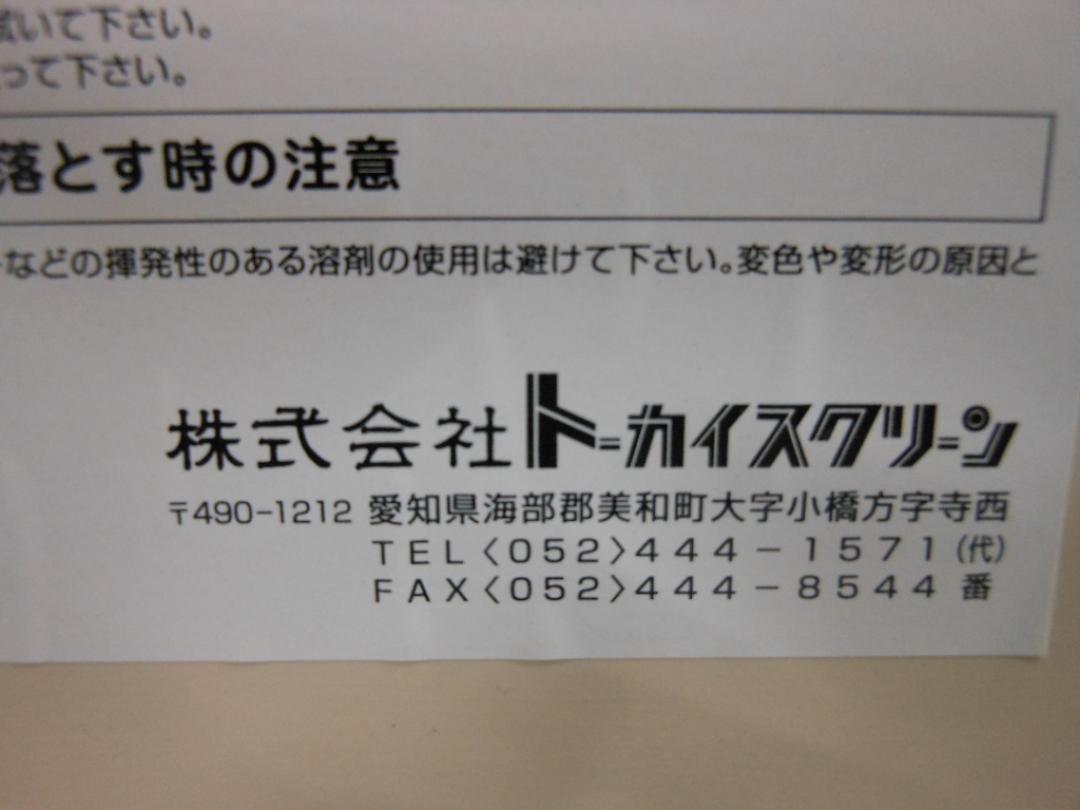 拭いて下さい。
って下さい。
落とす時の注意
などの揮発性のある溶剤の使用は避けて下さい。変色や変形の原因と
株式会社トーカイスクリーン
〒490-1212 愛知県海部郡美和町大字小橋方字寺西
TEL〈052〉444-1571(代)
FAX〈052〉444-8544 番